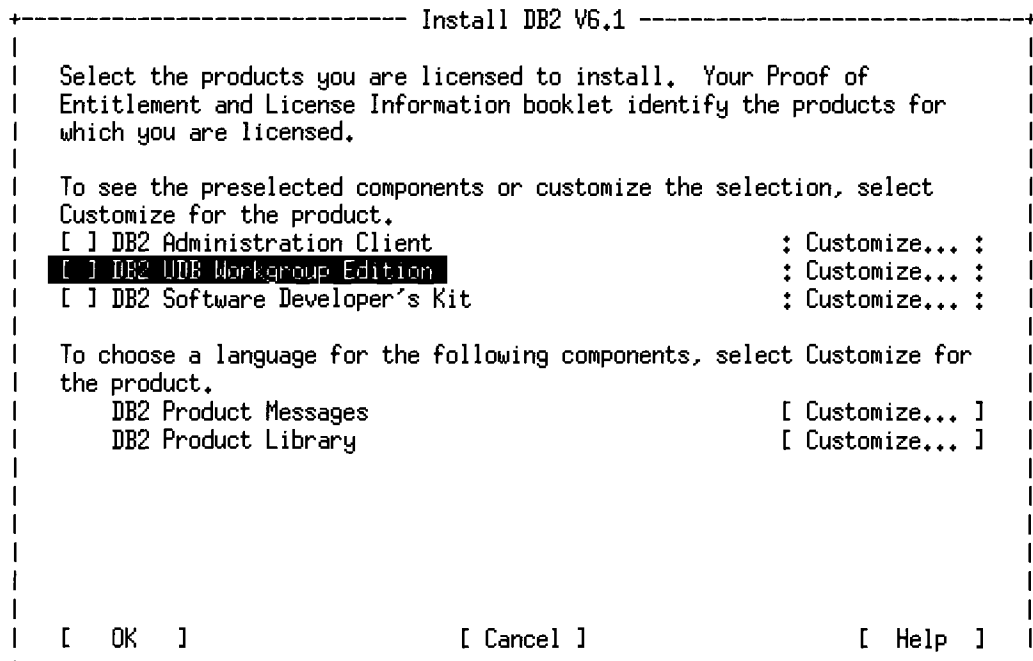 Install DB2 V6.1
Select the products you are licensed to install.  Your Proof of
Entitlement and License Information booklet identify the products for
which you are licensed.
To see the preselected components or customize the selection, select
Customize for the product.
[ ] DB2 Administration Client : Customize... :
[ ] DB2 UDB Workgroup Edition : Customize... :
[ ] DB2 Software Developer's Kit : Customize... :
To choose a language for the following components, select Customize for
the product.
DB2 Product Messages [ Customize... ]
DB2 Product Library [ Customize... ]
[ OK ] [ Cancel ] [ Help ]